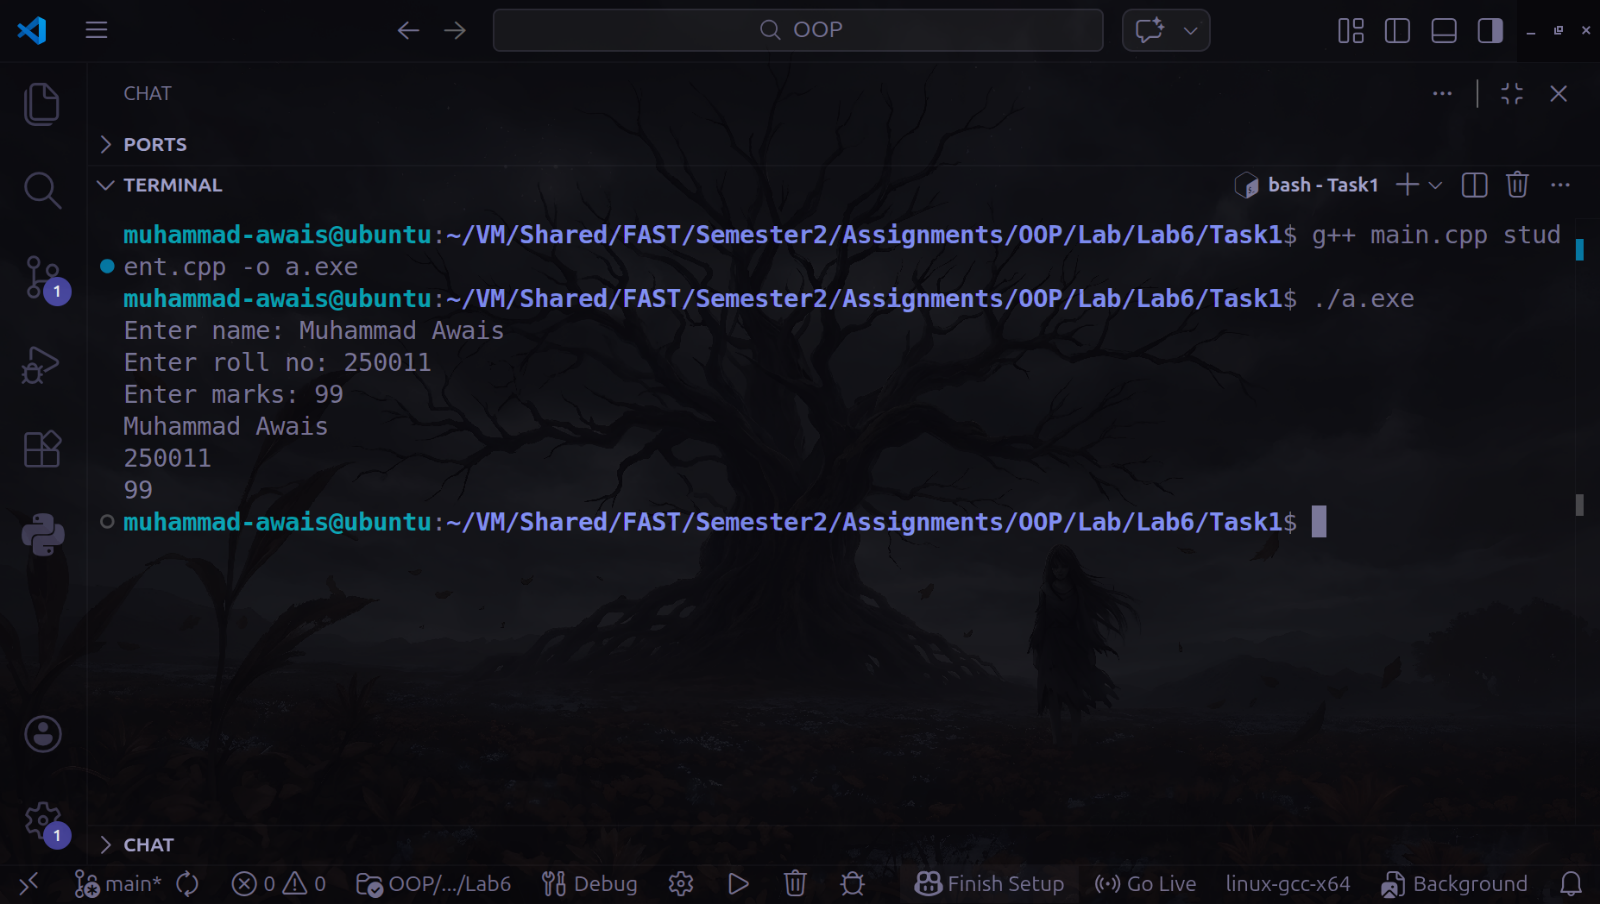 OOP
CHAT
PORTS
TERMINAL
bash - Task1
muhammad-awais@ubuntu:~/VM/Shared/FAST/Semester2/Assignments/OOP/Lab/Lab6/Task1$ g++ main.cpp stud
ent.cpp -o a.exe
muhammad-awais@ubuntu:~/VM/Shared/FAST/Semester2/Assignments/OOP/Lab/Lab6/Task1$ ./a.exe
Enter name: Muhammad Awais
Enter roll no: 250011
Enter marks: 99
Muhammad Awais
250011
99
muhammad-awais@ubuntu:~/VM/Shared/FAST/Semester2/Assignments/OOP/Lab/Lab6/Task1$
1
1
CHAT
main* 0 0 OOP/.../Lab6 Debug Finish Setup Go Live linux-gcc-x64 Background